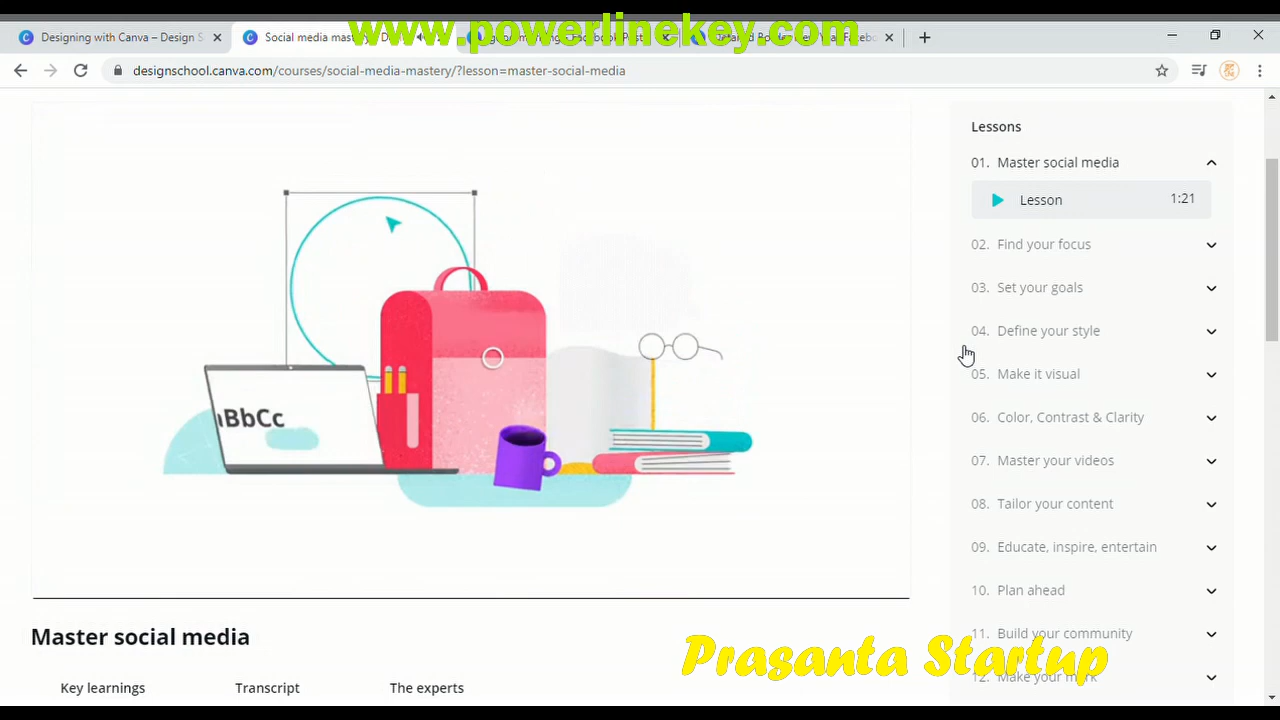 www.powerlinekey.com
Designing with Canva – Design S
Social media mas
designschool.canva.com/courses/social-media-mastery/?lesson=master-social-media
Lessons
01. Master social media
Lesson 1:21
02. Find your focus
03. Set your goals
04. Define your style
05. Make it visual
06. Color, Contrast & Clarity
07. Master your videos
08. Tailor your content
09. Educate, inspire, entertain
10. Plan ahead
11. Build your community
12. Make your mark
BbCc
Master social media
Prasanta Startup
Key learnings
Transcript
The experts